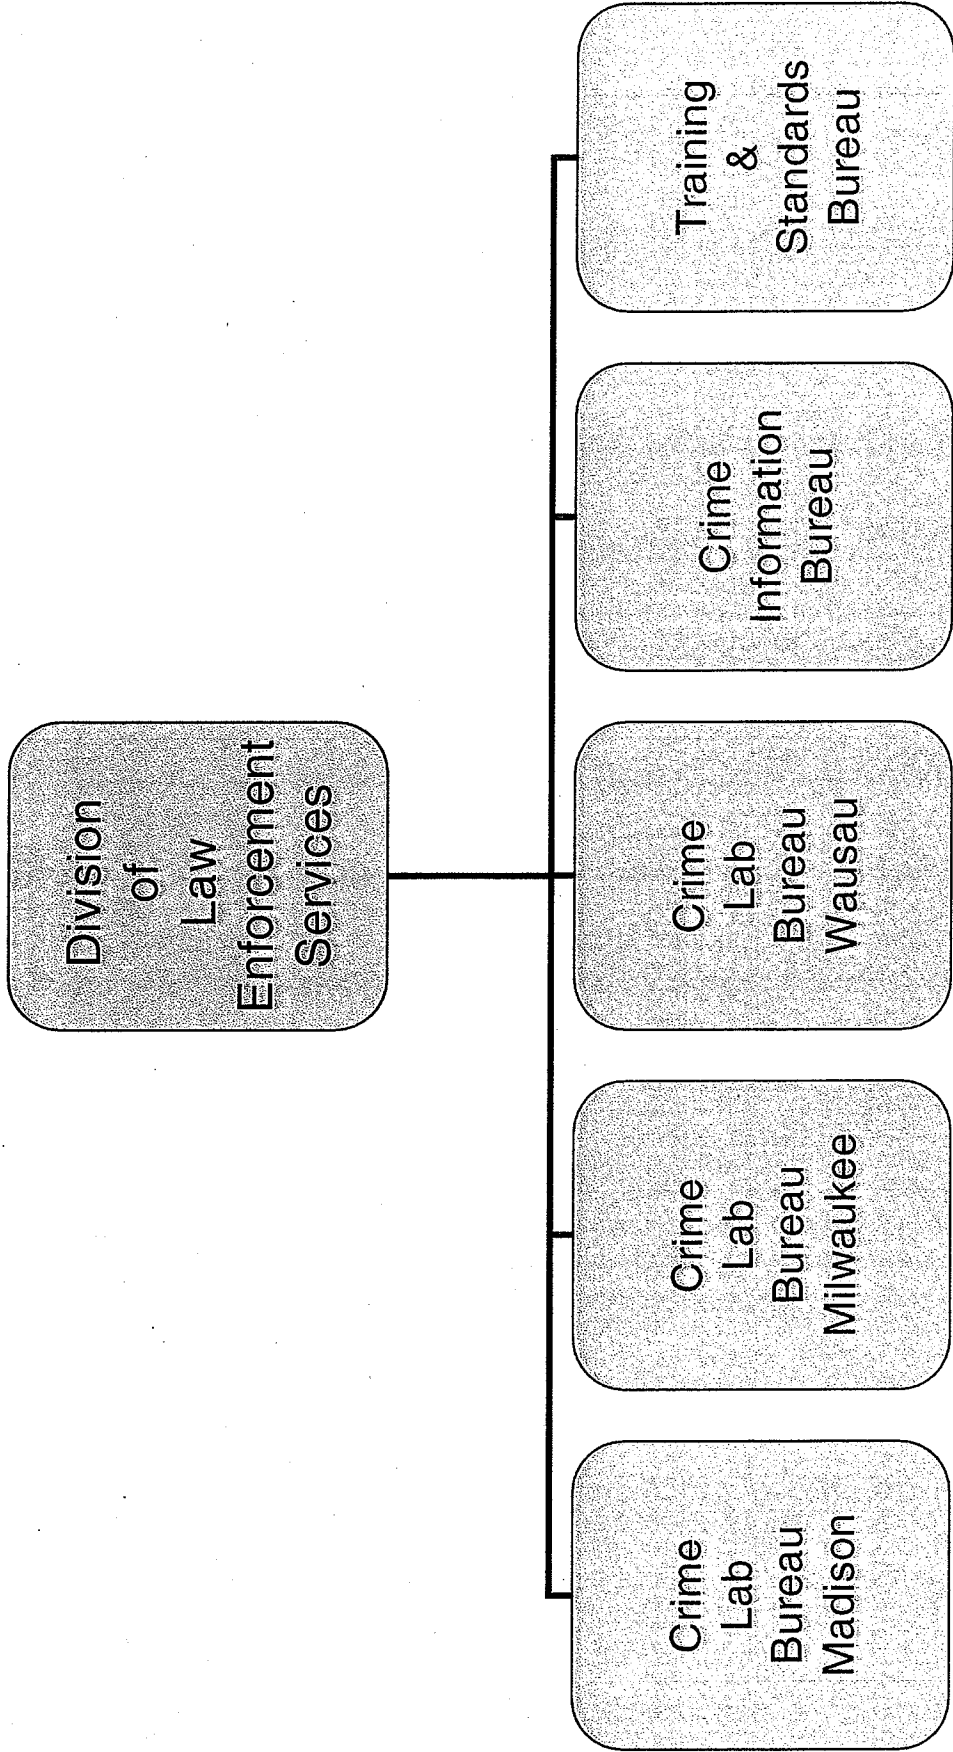 Division
of
Law
Enforcement
Services
Crime
Lab
Bureau
Madison
Crime
Lab
Bureau
Milwaukee
Crime
Lab
Bureau
Wausau
Crime
Information
Bureau
Training
&
Standards
Bureau